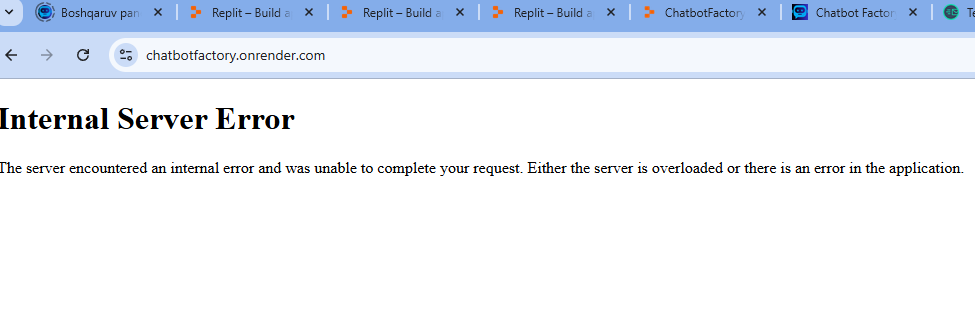 Boshqaruv pan
Replit – Build a
Replit – Build a
Replit – Build a
ChatbotFactory
Chatbot Factor
Te
chatbotfactory.onrender.com
Internal Server Error
The server encountered an internal error and was unable to complete your request. Either the server is overloaded or there is an error in the application.